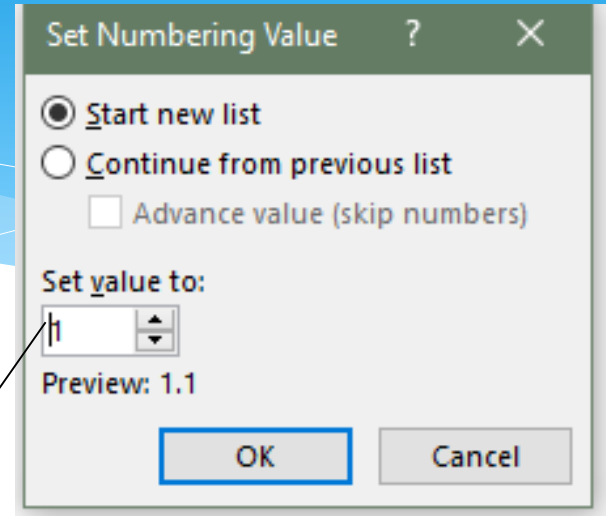 Set Numbering Value ? ×
Start new list
Continue from previous list
Advance value (skip numbers)
Set value to:
1
Preview: 1.1
OK Cancel